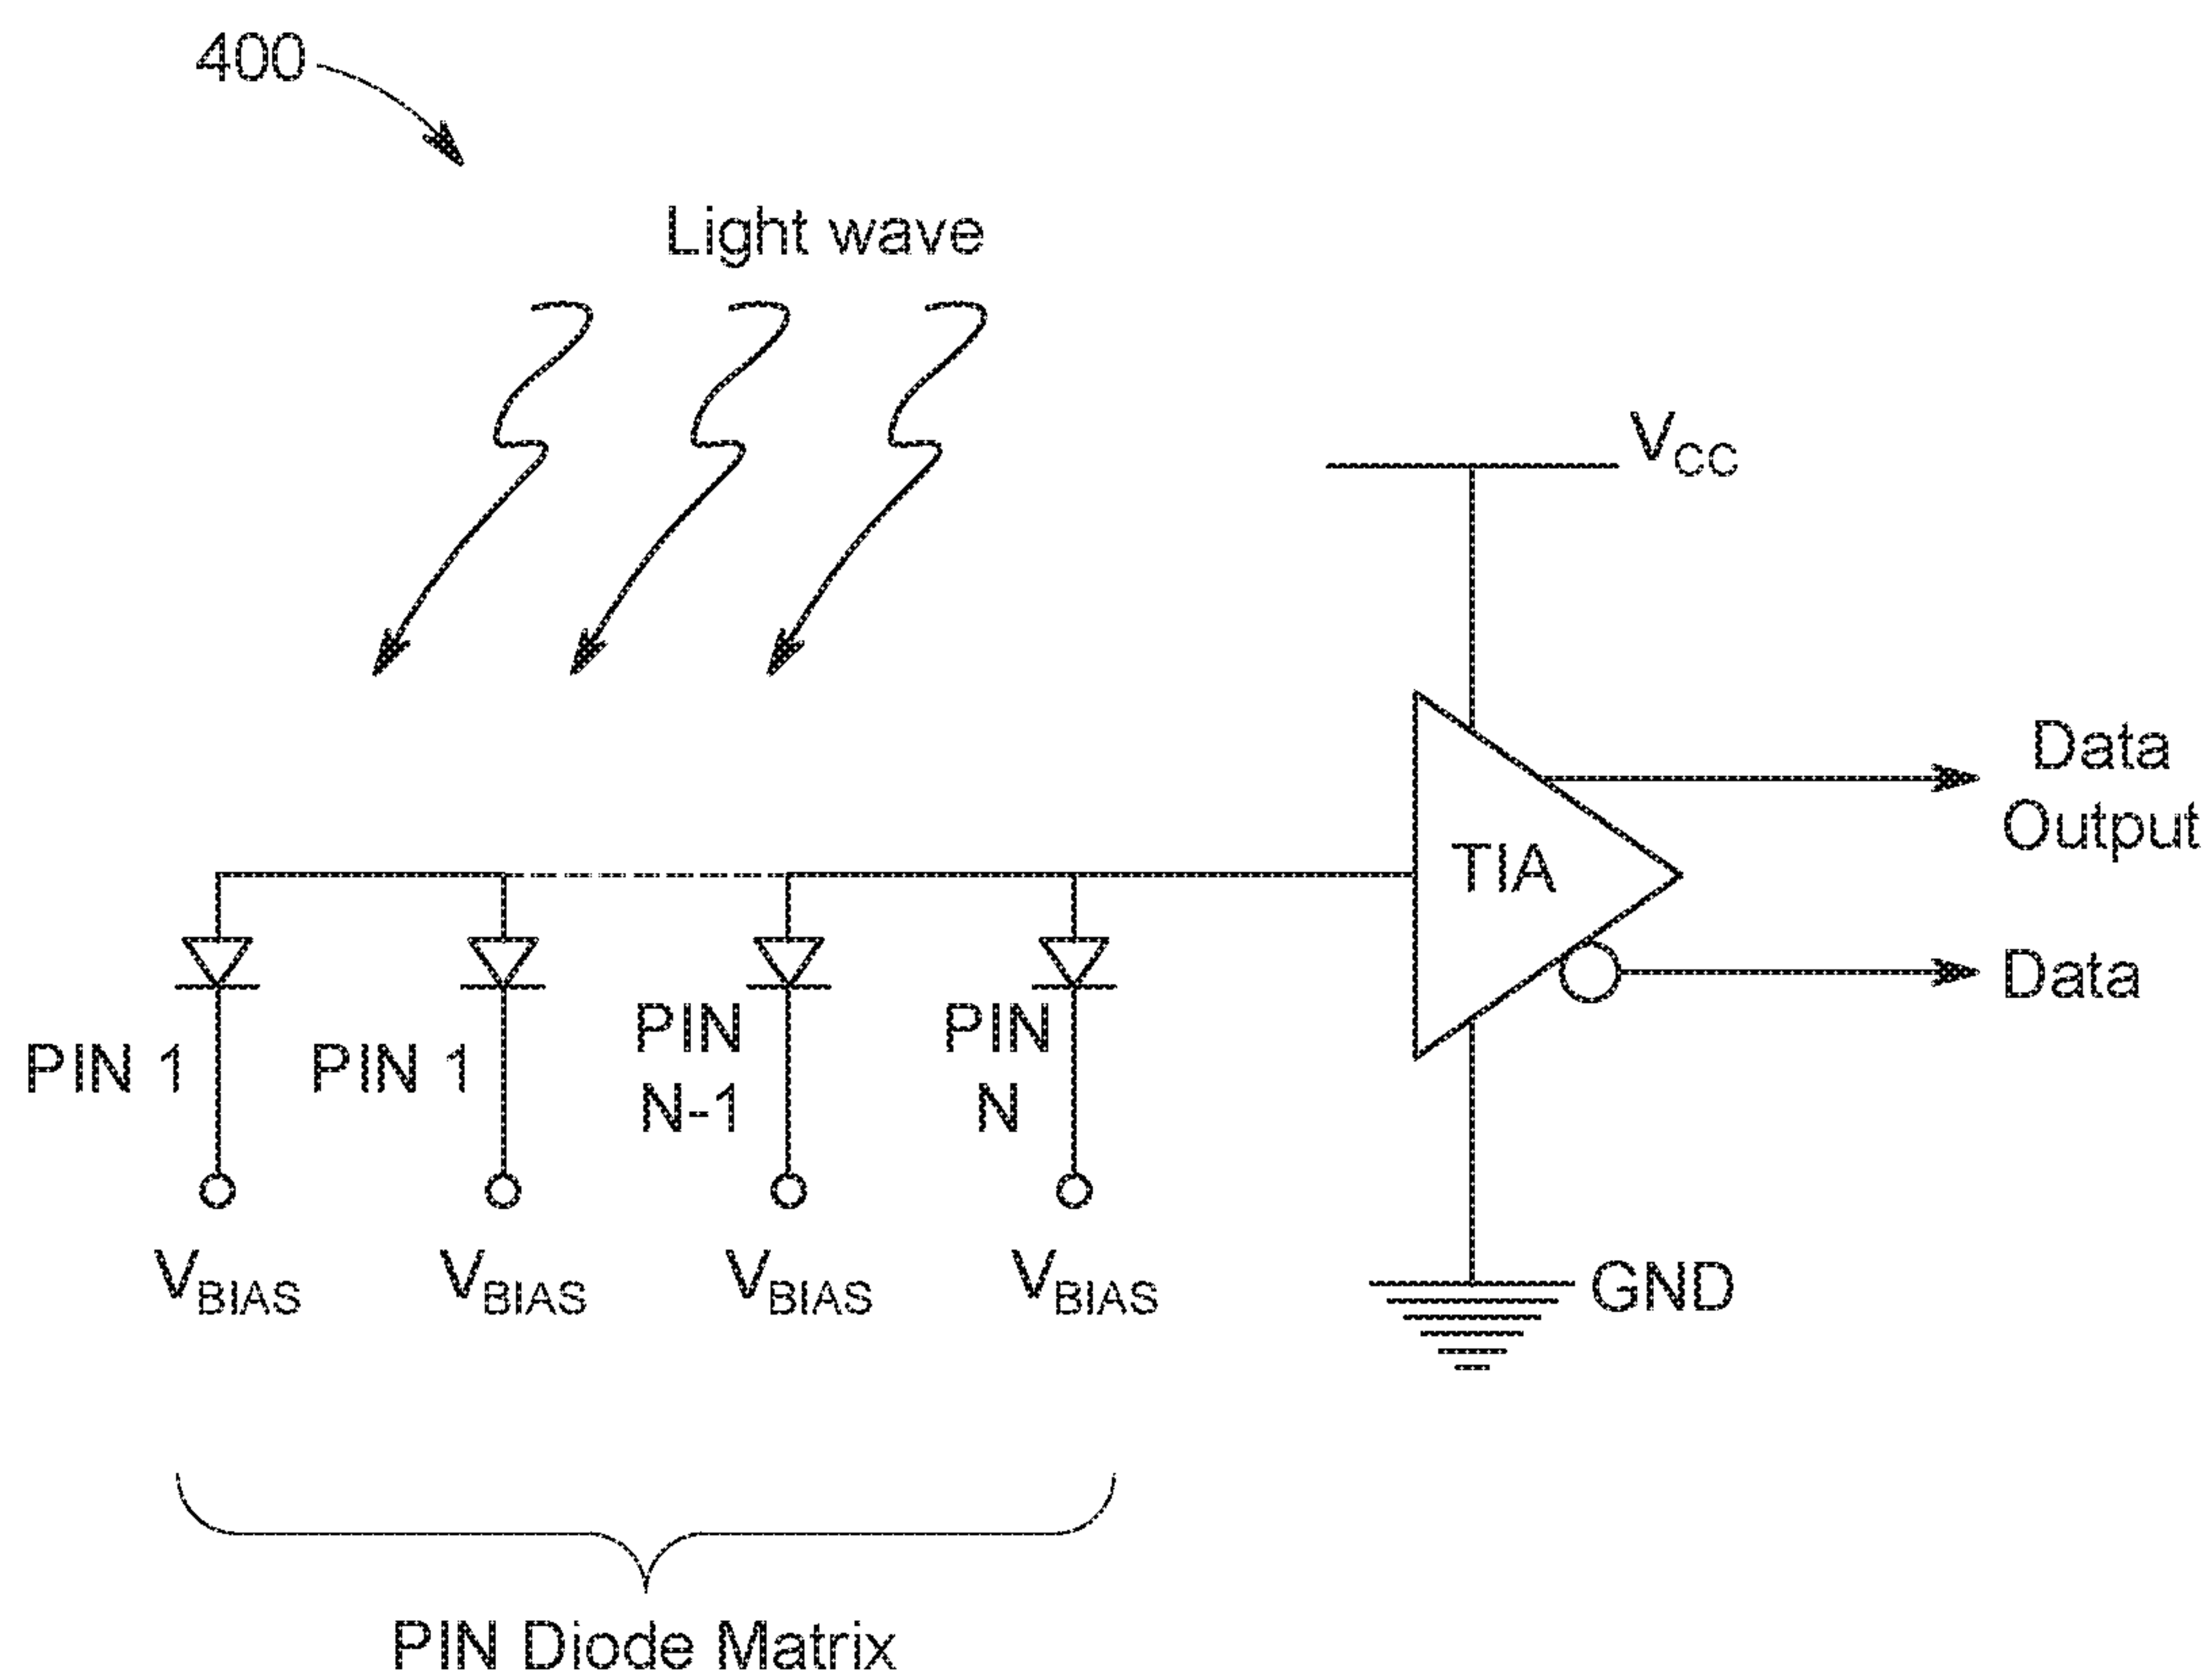 400
Light wave
VCC
Data
Output
TIA
Data
PIN 1
PIN 1
PIN
N-1
PIN
N
VBIAS
VBIAS
VBIAS
VBIAS
GND
PIN Diode Matrix